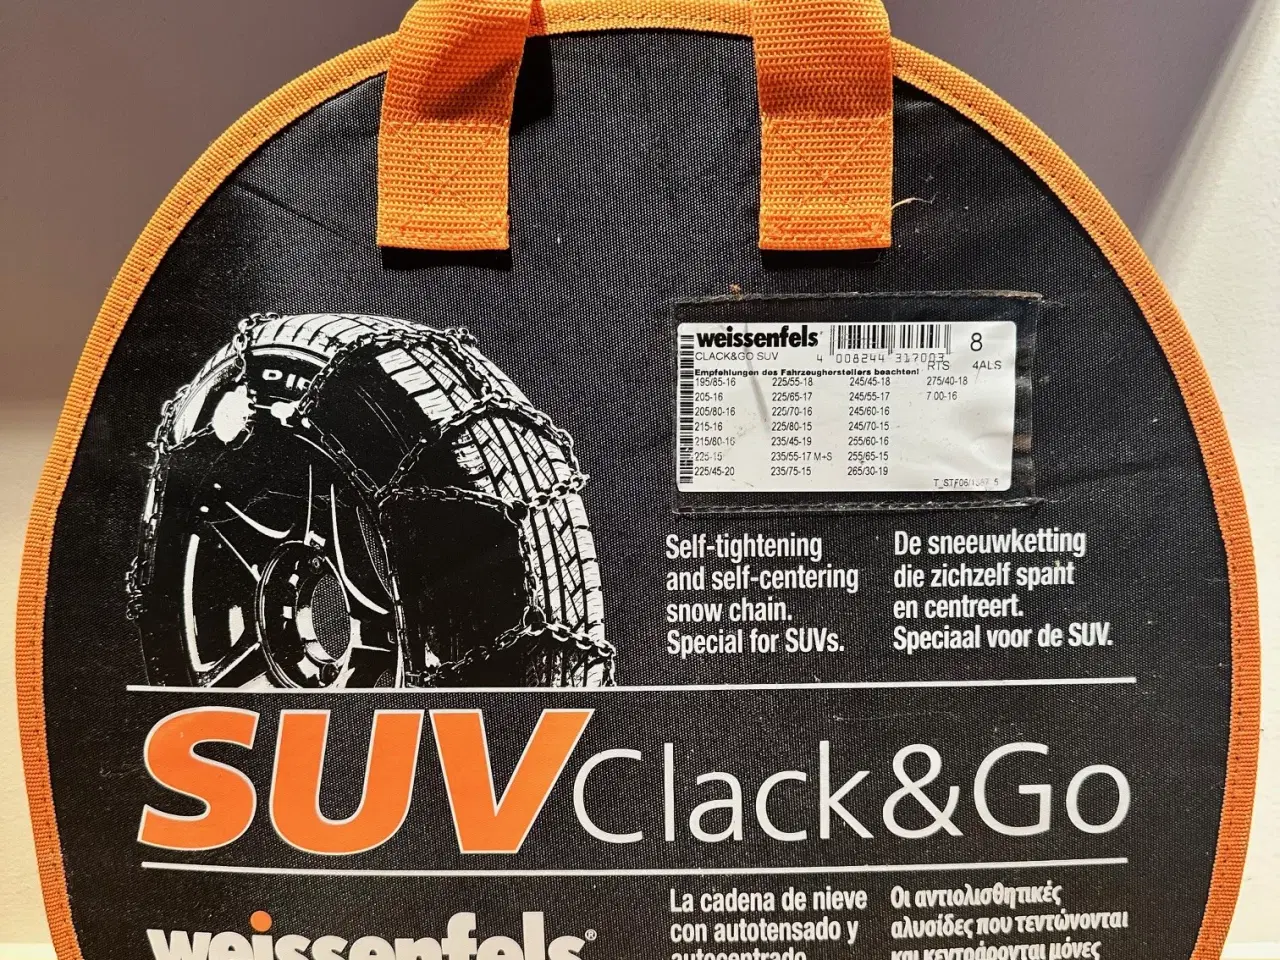 weissenfels
CLACK&GO SUV
4 008244 317003
8
RTS 4ALS
Empfehlungen des Fahrzeugherstellers beachten!
195/85-16 225/55-18 245/45-18 275/40-18
205-16 225/65-17 245/55-17 7.00-16
205/80-16 225/70-16 245/60-16
215-16 225/80-15 245/70-15
215/80-16 235/45-19 255/60-16
225-15 235/55-17 M+S 255/65-15
225/45-20 235/75-15 265/30-19
Self-tightening
and self-centering
snow chain.
Special for SUVs.
De sneeuwketting
die zichzelf spant
en centreert.
Speciaal voor de SUV.
SUV Clack&Go
weissenfels®
La cadena de nieve
con autotensado y
autocentrado
Οι αντιολισθητικές
αλυσίδες που τεντώνονται
και κεντράρονται μόνες